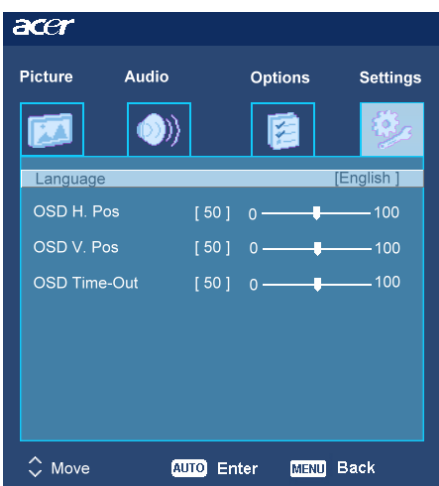 acer
Picture Audio Options Settings
Language [English ]
OSD H. Pos [ 50 ] 0 100
OSD V. Pos [ 50 ] 0 100
OSD Time-Out [ 50 ] 0 100
Move AUTO Enter MENU Back